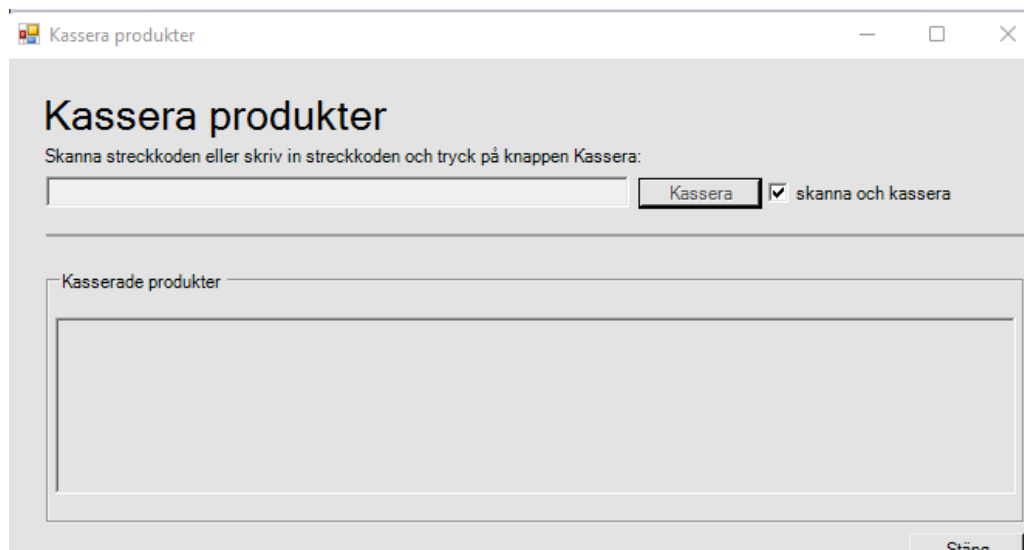 Kassera produkter
Kassera produkter
Skanna streckkoden eller skriv in streckkoden och tryck på knappen Kassera:
Kassera skanna och kassera
Kasserade produkter
Stäng